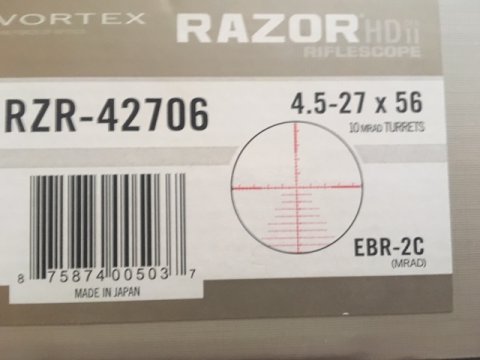 VORTEX
RAZOR HD
RIFLESCOPE
RZR-42706
4.5-27 x 56
10 MRAD TURRETS
EBR-2C
(MRAD)
8 75874 00503 7
MADE IN JAPAN